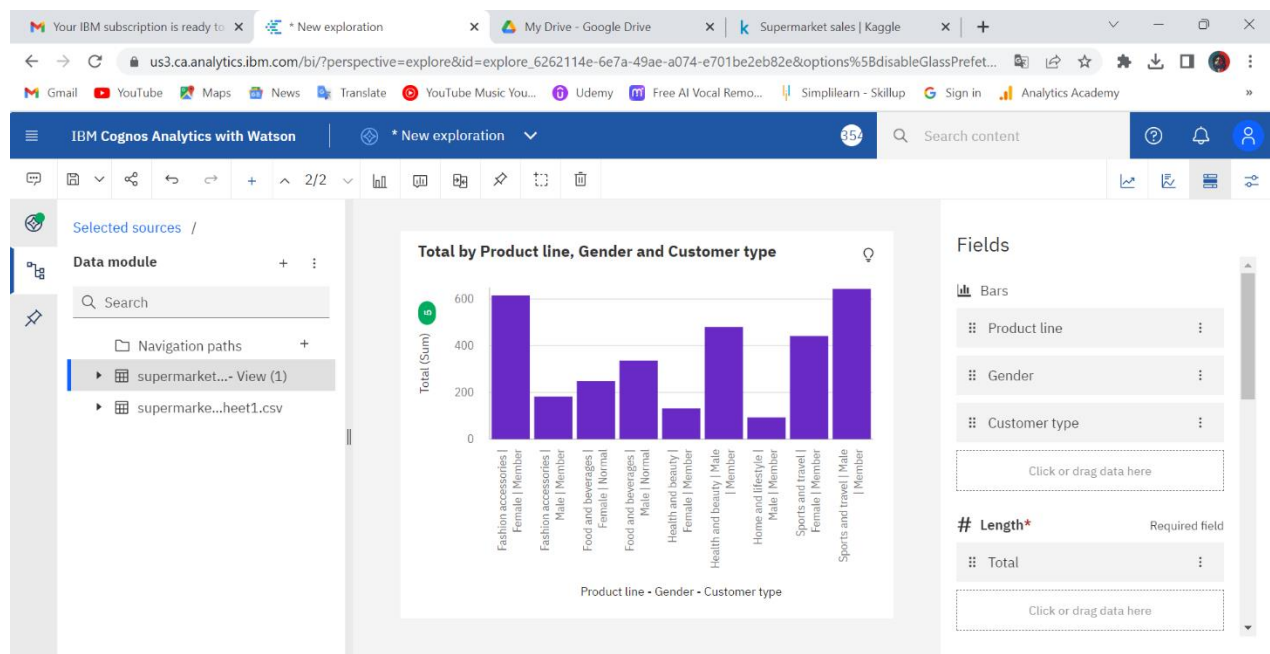 Your IBM subscription is ready to
* New exploration
My Drive - Google Drive
Supermarket sales | Kaggle
us3.ca.analytics.ibm.com/bi/?perspective=explore&id=explore_6262114e-6e7a-49ae-a074-e701be2eb82e&options%5BdisableGlassPrefet...
Gmail
YouTube
Maps
News
Translate
YouTube Music You...
Udemy
Free AI Vocal Remo...
Simplilearn - Skillup
Sign in
Analytics Academy
»
IBM Cognos Analytics with Watson
* New exploration
354
Search content
2/2
Selected sources /
Data module
Search
Navigation paths
supermarket...- View (1)
supermarke...heet1.csv
Total by Product line, Gender and Customer type
Total (Sum)
5
600
400
200
0
Fashion accessories | Female | Member
Fashion accessories | Male | Member
Food and beverages | Female | Normal
Food and beverages | Male | Normal
Health and beauty | Female | Member
Health and beauty | Male | Member
Home and lifestyle | Male | Member
Sports and travel | Female | Member
Sports and travel | Male | Member
Product line - Gender - Customer type
Fields
Bars
Product line
Gender
Customer type
Click or drag data here
# Length*
Required field
Total
Click or drag data here